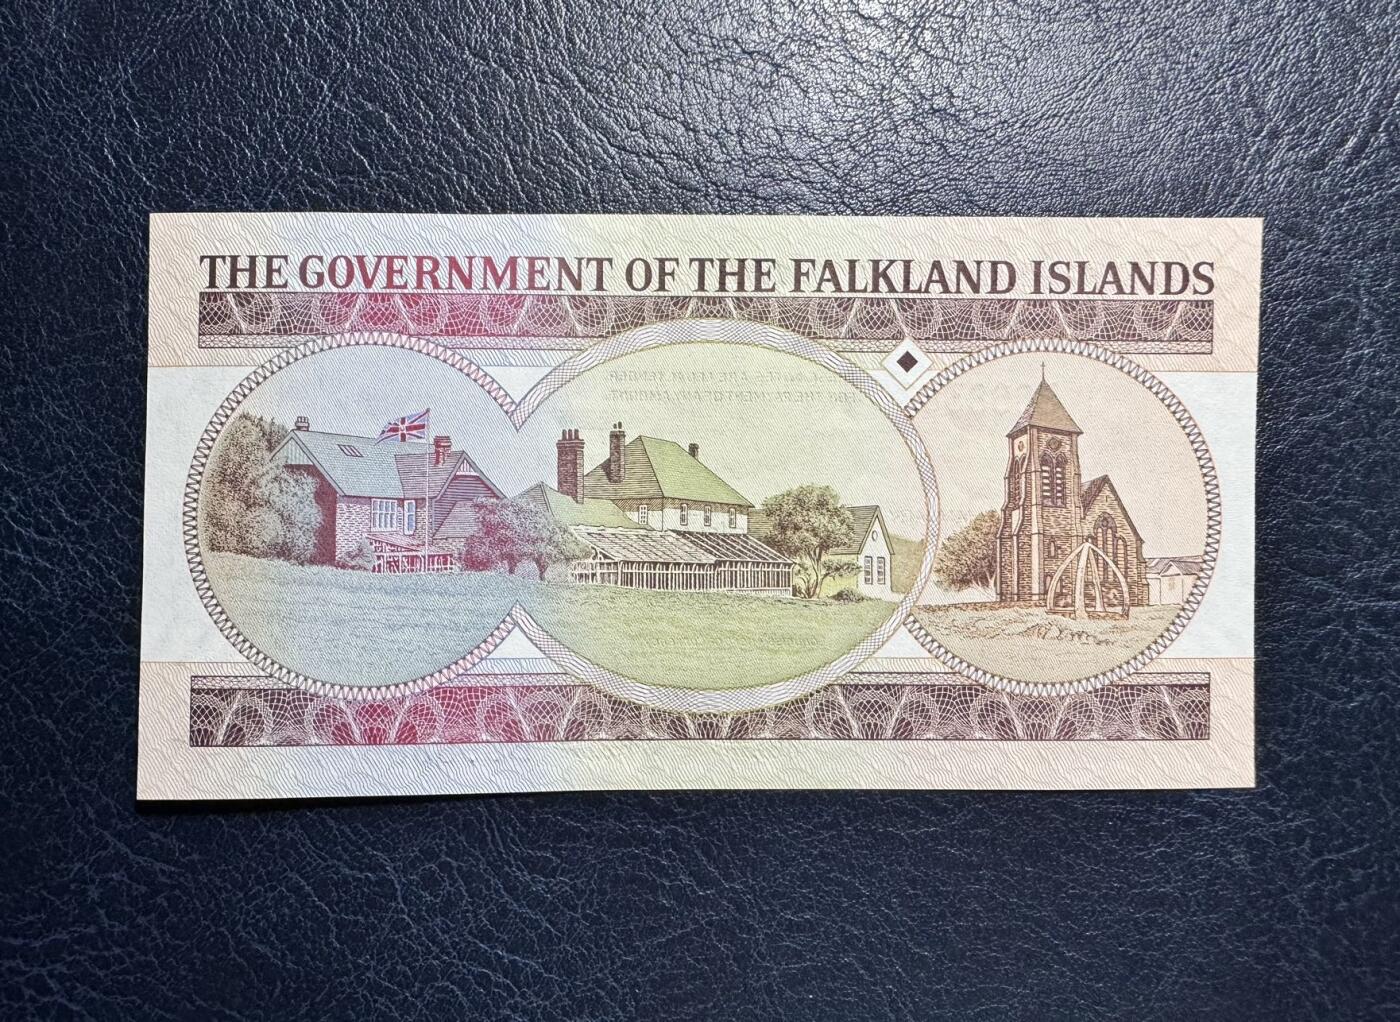 THE GOVERNMENT OF THE FALKLAND ISLANDS